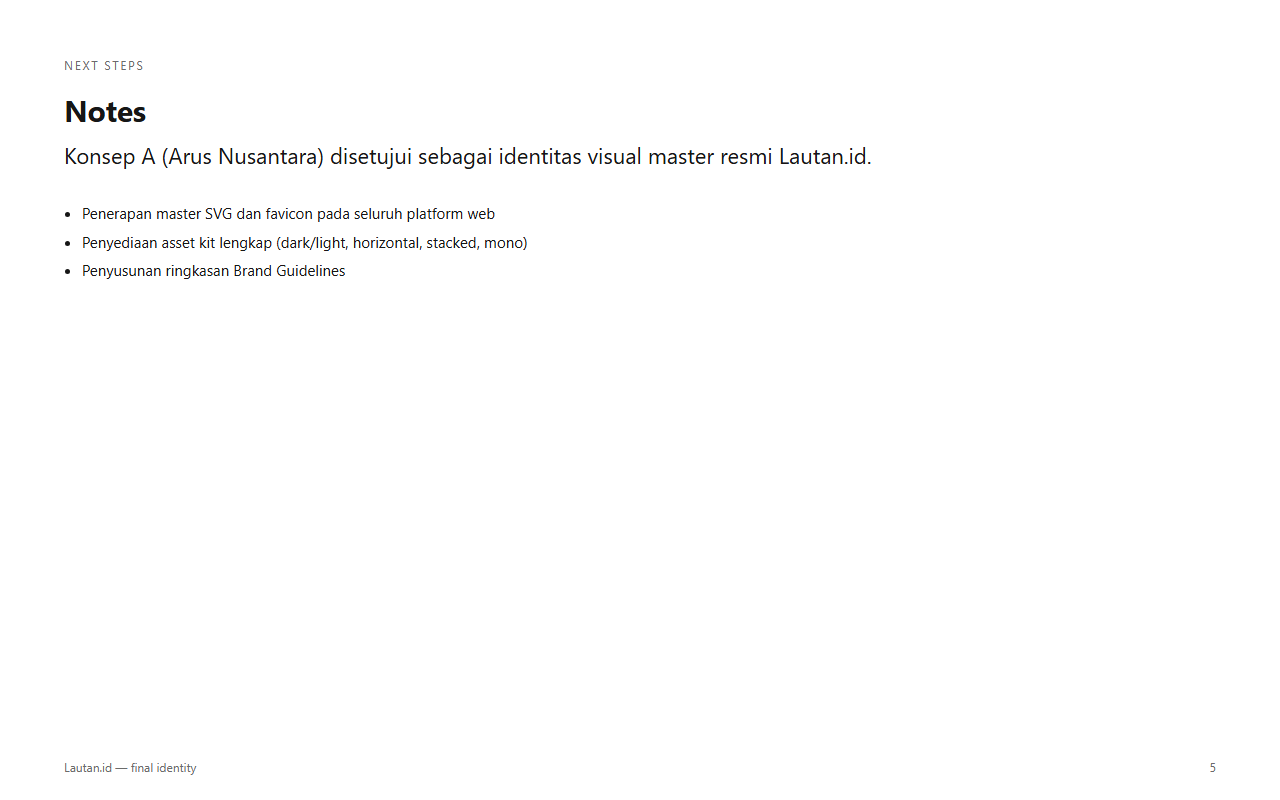 NEXT STEPS
Notes
Konsep A (Arus Nusantara) disetujui sebagai identitas visual master resmi Lautan.id.
• Penerapan master SVG dan favicon pada seluruh platform web
• Penyediaan asset kit lengkap (dark/light, horizontal, stacked, mono)
• Penyusunan ringkasan Brand Guidelines
Lautan.id — final identity
5